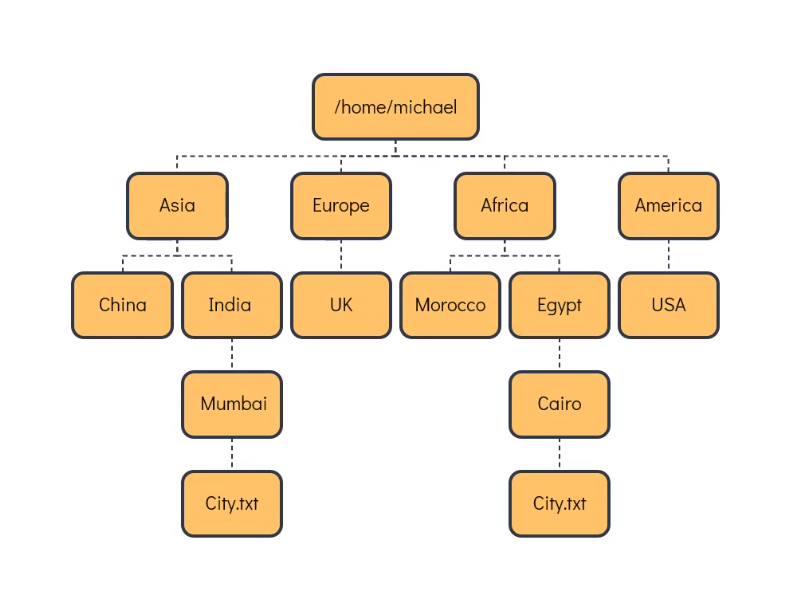 /home/michael
Asia
Europe
Africa
America
China
India
UK
Morocco
Egypt
USA
Mumbai
Cairo
City.txt
City.txt